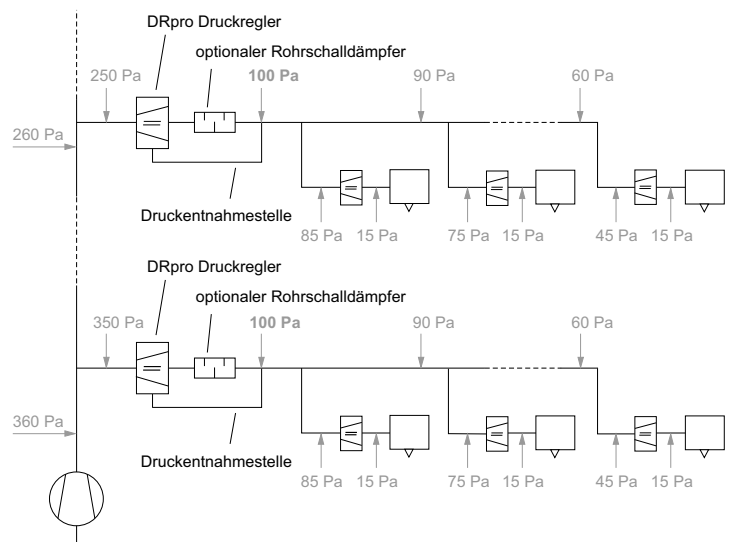 DRpro Druckregler
optionaler Rohrschalldämpfer
250 Pa
100 Pa
90 Pa
60 Pa
260 Pa
Druckentnahmestelle
85 Pa
15 Pa
75 Pa
15 Pa
45 Pa
15 Pa
DRpro Druckregler
optionaler Rohrschalldämpfer
350 Pa
100 Pa
90 Pa
60 Pa
360 Pa
Druckentnahmestelle
85 Pa
15 Pa
75 Pa
15 Pa
45 Pa
15 Pa